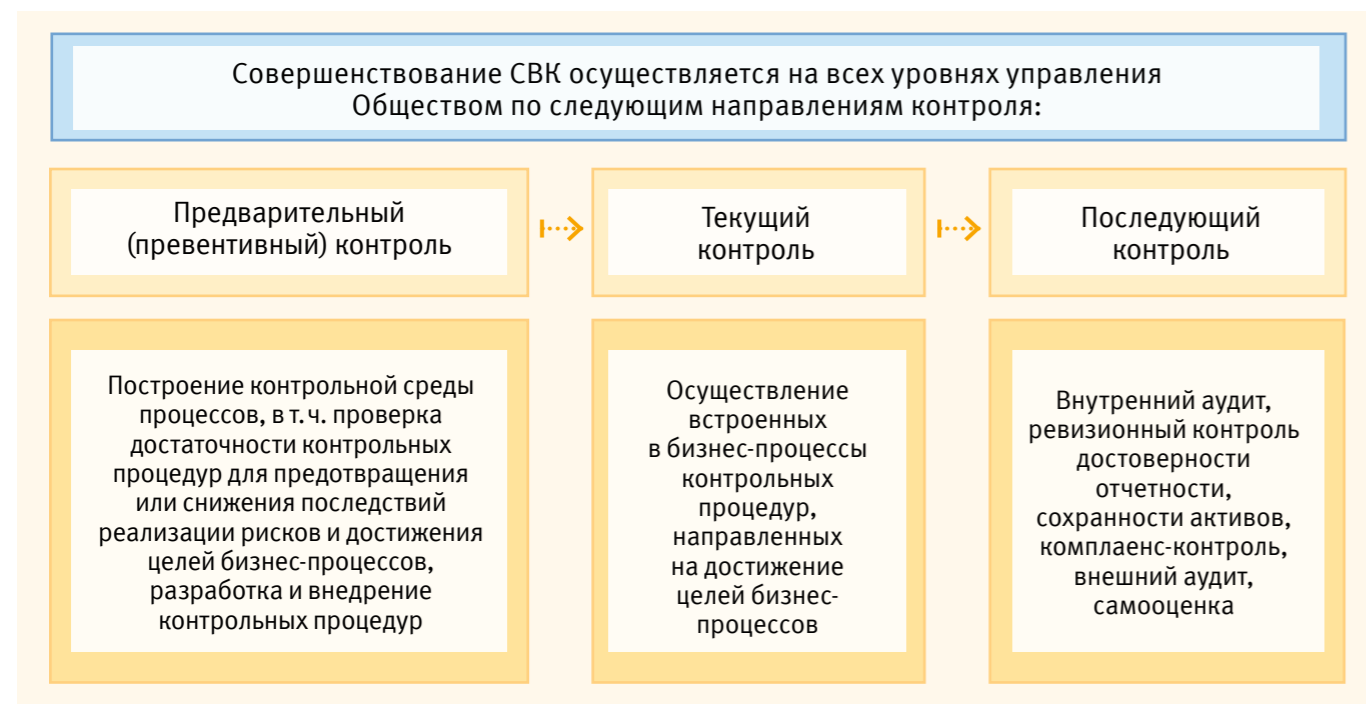 Совершенствование СВК осуществляется на всех уровнях управления
Обществом по следующим направлениям контроля:
Предварительный
(превентивный) контроль
Текущий
контроль
Последующий
контроль
Построение контрольной среды
процессов, в т. ч. проверка
достаточности контрольных
процедур для предотвращения
или снижения последствий
реализации рисков и достижения
целей бизнес-процессов,
разработка и внедрение
контрольных процедур
Осуществление
встроенных
в бизнес-процессы
контрольных
процедур,
направленных
на достижение
целей бизнес-
процессов
Внутренний аудит,
ревизионный контроль
достоверности
отчетности,
сохранности активов,
комплаенс-контроль,
внешний аудит,
самооценка